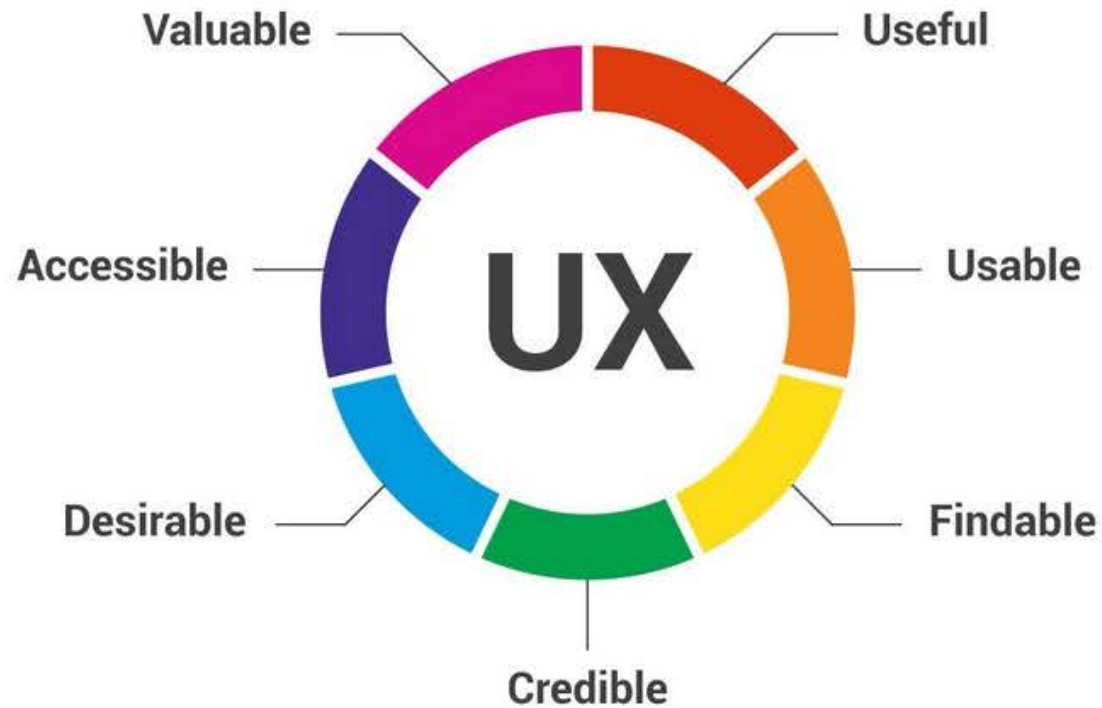 Valuable
Useful
Accessible
UX
Usable
Desirable
Findable
Credible